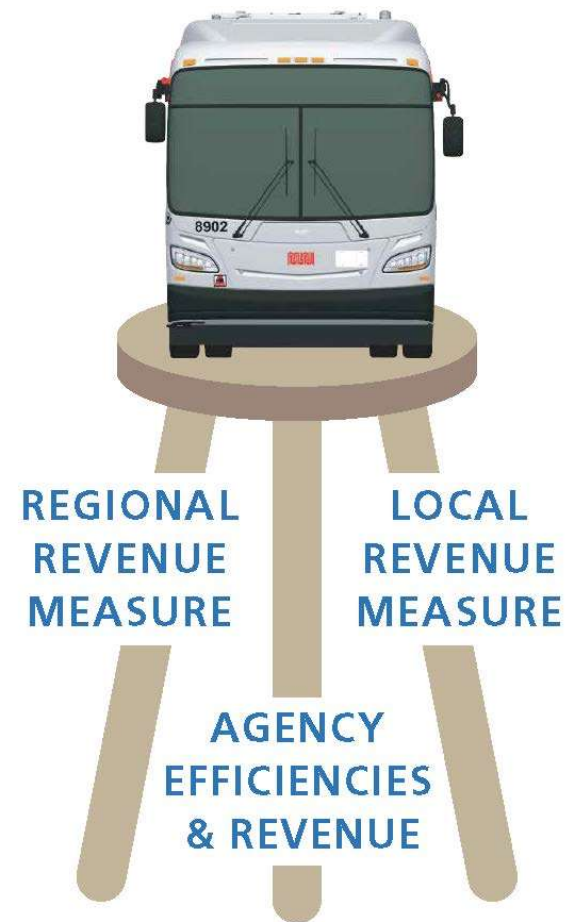 8902
REGIONAL
REVENUE
MEASURE
LOCAL
REVENUE
MEASURE
AGENCY
EFFICIENCIES
& REVENUE